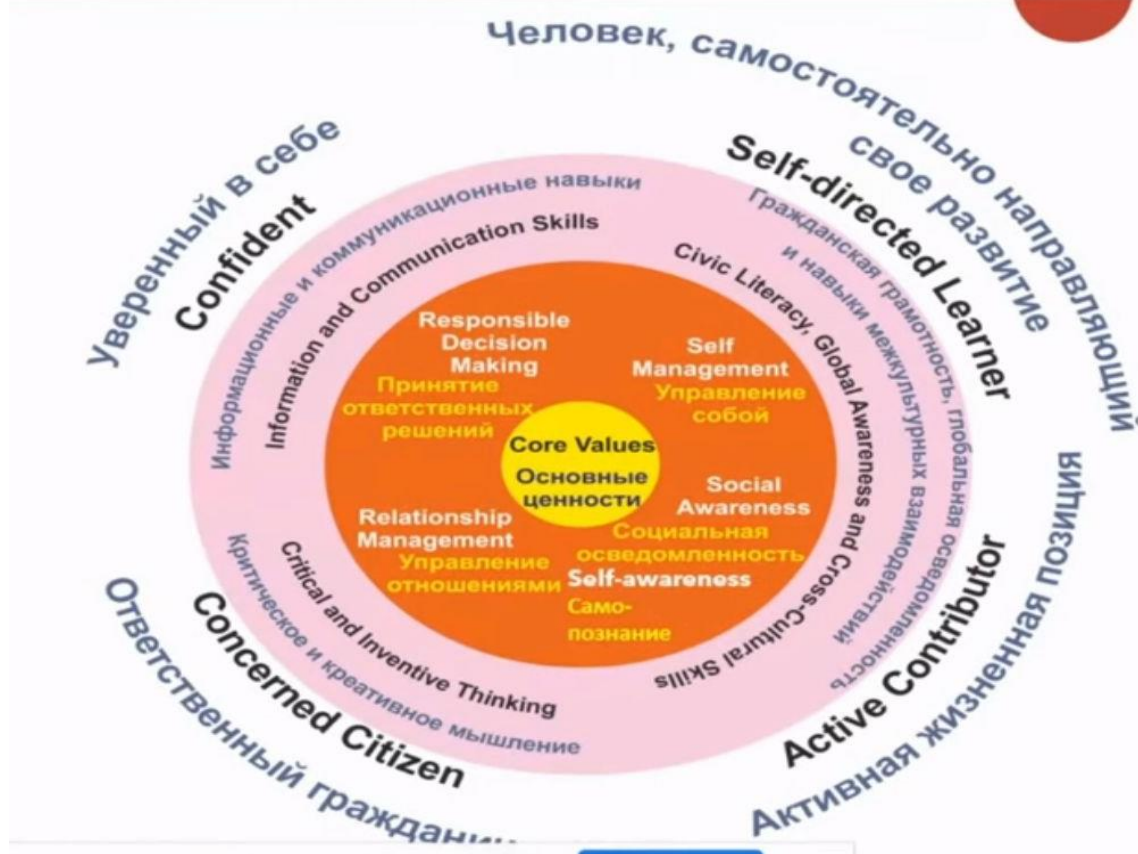 Человек, самостоятельно направляющий
свое развитие
Self-directed Learner
Уверенный в себе
Confident
Информационные и коммуникационные навыки
Information and Communication Skills
Гражданская грамотность, глобальная осведомленность
и навыки межкультурных взаимодействий
Civic Literacy, Global Awareness and Cross-Cultural Skills
Responsible
Decision
Making
Принятие
ответственных
решений
Self
Management
Управление
собой
Core Values
Основные
ценности
Relationship
Management
Управление
отношениями
Social
Awareness
Социальная
осведомленность
Self-awareness
Само-
познание
Critical and Inventive Thinking
Критическое и креативное мышление
Concerned Citizen
Ответственный
Active Contributor
Активная жизненная позиция